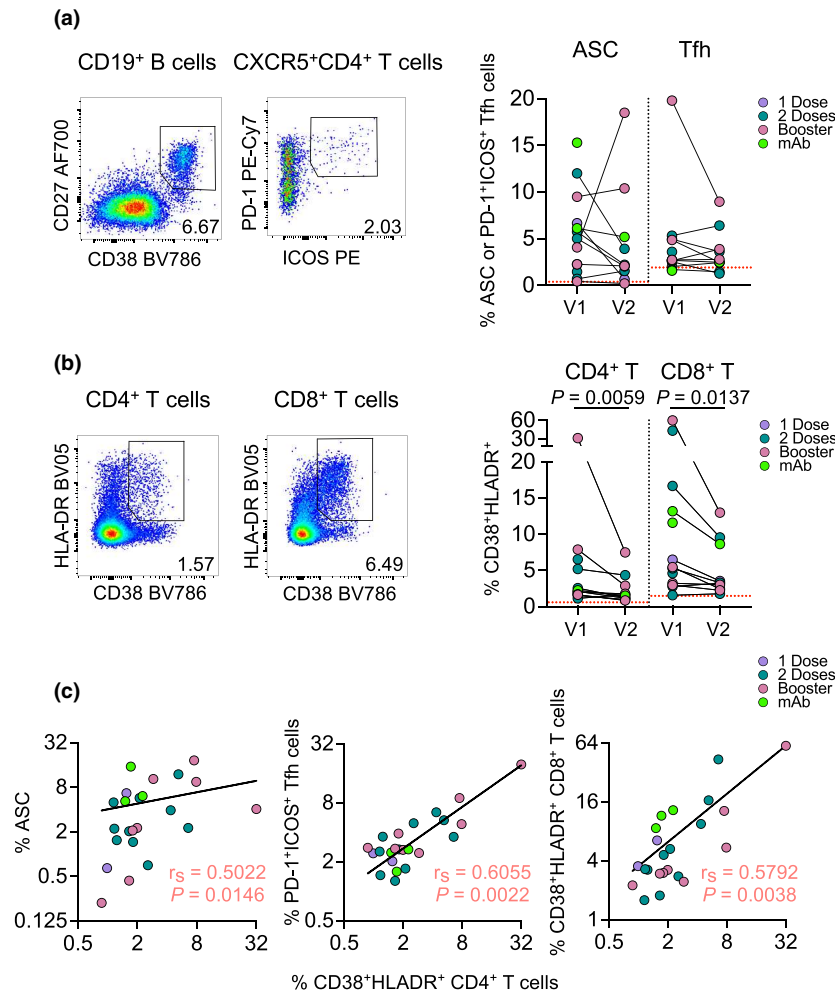 (a)
CD19+ B cells
CXCR5+CD4+ T cells
CD27 AF700
6.67
CD38 BV786
PD-1 PE-Cy7
2.03
ICOS PE
ASC
Tfh
% ASC or PD-1+ICOS+ Tfh cells
20
15
10
5
0
V1
V2
V1
V2
1 Dose
2 Doses
Booster
mAb
(b)
CD4+ T cells
CD8+ T cells
HLA-DR BV05
1.57
CD38 BV786
HLA-DR BV05
6.49
CD38 BV786
CD4+ T
CD8+ T
P = 0.0059
P = 0.0137
% CD38+HLADR+
60
30
20
15
10
5
0
V1
V2
V1
V2
1 Dose
2 Doses
Booster
mAb
(c)
1 Dose
2 Doses
Booster
mAb
% ASC
32
8
2
0.5
0.125
rs = 0.5022
P = 0.0146
0.5
2
8
32
% PD-1+ICOS+ Tfh cells
32
8
2
0.5
rs = 0.6055
P = 0.0022
0.5
2
8
32
% CD38+HLADR+ CD8+ T cells
64
16
4
1
rs = 0.5792
P = 0.0038
0.5
2
8
32
% CD38+HLADR+ CD4+ T cells